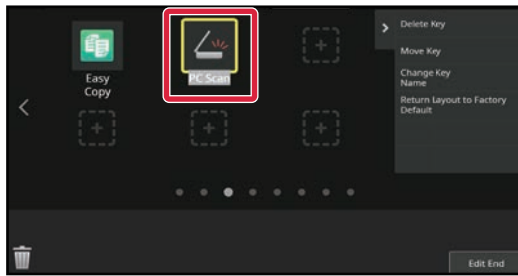 Easy
Copy
PC Scan
Delete Key
Move Key
Change Key
Name
Return Layout to Factory
Default
Edit End